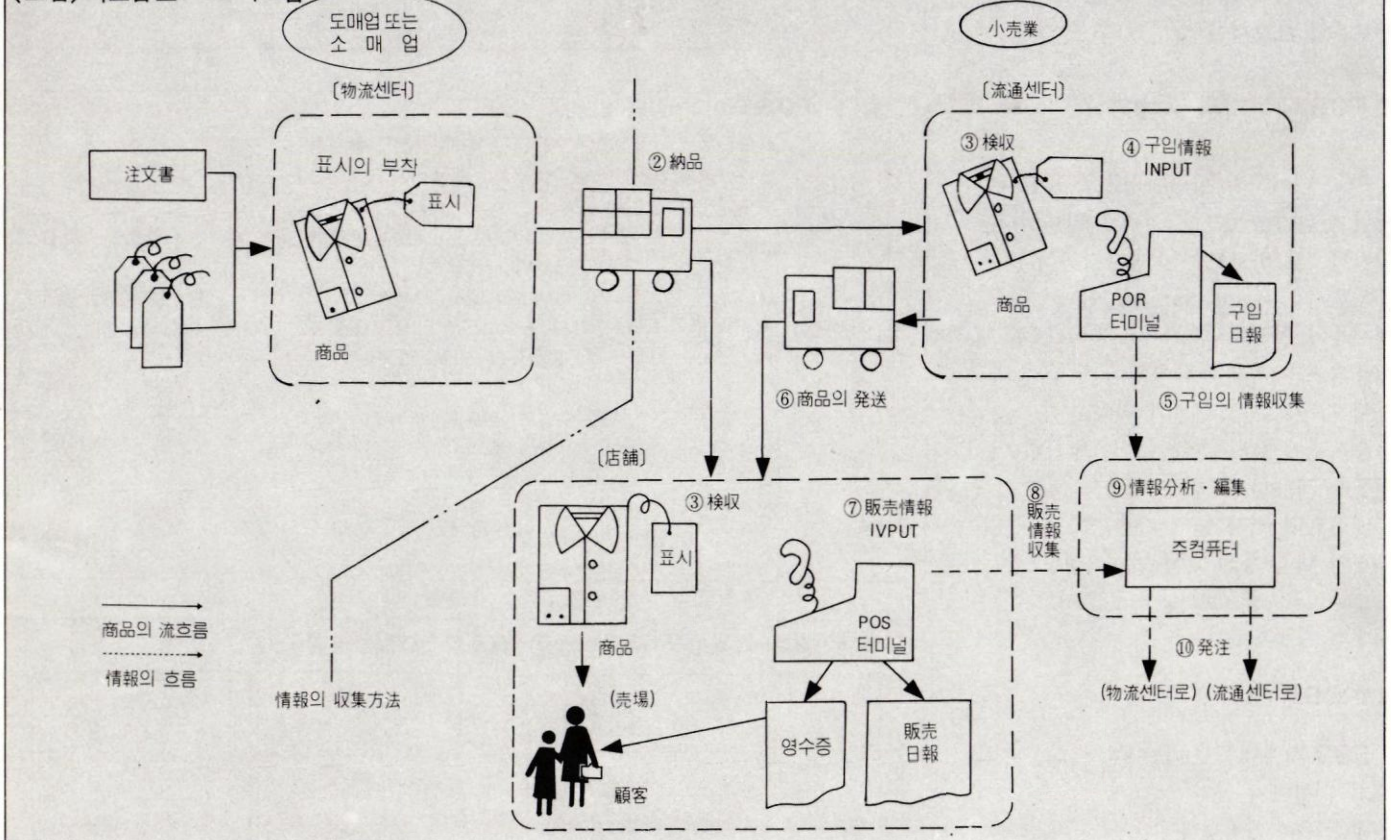 도매업 또는
소 매 업
小売業
〔物流센터〕
〔流通센터〕
注文書
표시의 부착
표시
商品
②納品
③検収
④구입情報
INPUT
商品
POR
터미널
구입
日報
⑥商品의 発送
⑤구입의 情報収集
〔店舗〕
③検収
표시
商品
⑦販売情報
IVPUT
POS
터미널
⑧
販売
情報
収集
⑨情報分析・編集
주컴퓨터
⑩発注
(物流센터로) (流通센터로)
商品의 流흐름
情報의 흐름
情報의 収集方法
(売場)
영수증
販売
日報
顧客